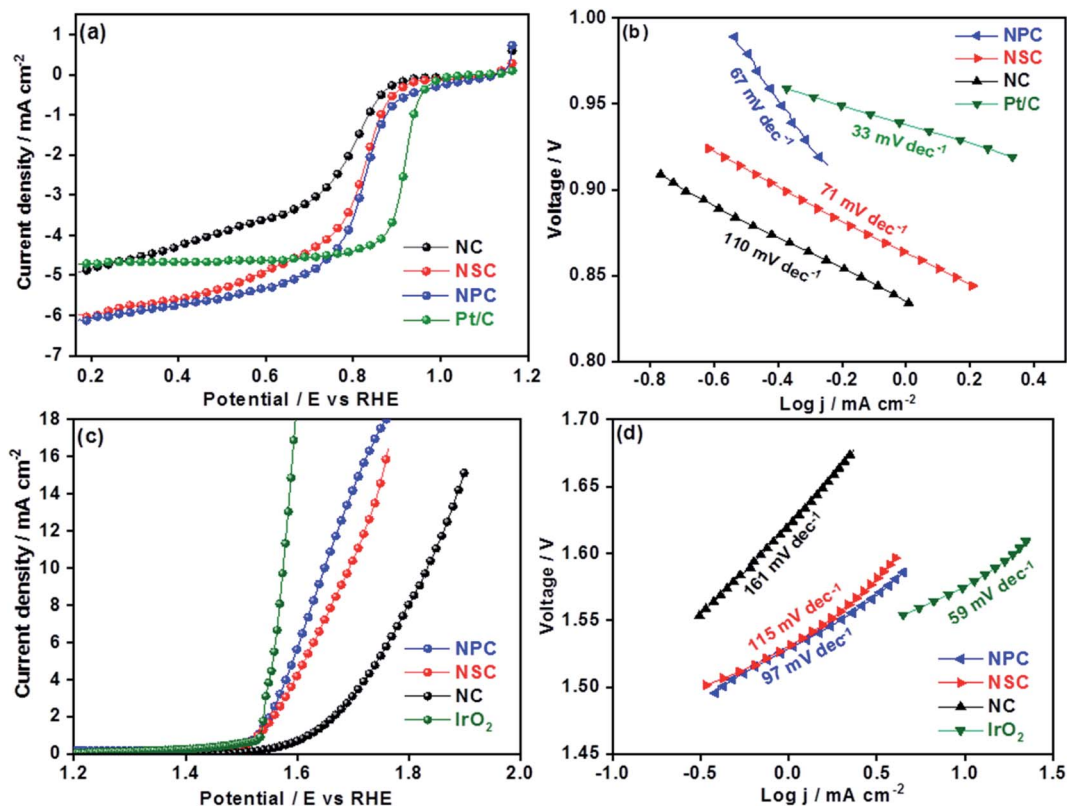 (a)
1
0
-1
-2
-3
-4
-5
-6
-7
Current density / mA cm-2
NC
NSC
NPC
Pt/C
0.2 0.4 0.6 0.8 1.0 1.2
Potential / E vs RHE
(b)
1.00
0.95
0.90
0.85
0.80
Voltage / V
NPC
NSC
NC
Pt/C
67 mV dec-1
33 mV dec-1
71 mV dec-1
110 mV dec-1
-0.8 -0.6 -0.4 -0.2 0.0 0.2 0.4
Log j / mA cm-2
(c)
18
16
14
12
10
8
6
4
2
0
Current density / mA cm-2
NPC
NSC
NC
IrO2
1.2 1.4 1.6 1.8 2.0
Potential / E vs RHE
(d)
1.70
1.65
1.60
1.55
1.50
1.45
Voltage / V
161 mV dec-1
115 mV dec-1
97 mV dec-1
59 mV dec-1
NPC
NSC
NC
IrO2
-1.0 -0.5 0.0 0.5 1.0 1.5
Log j / mA cm-2